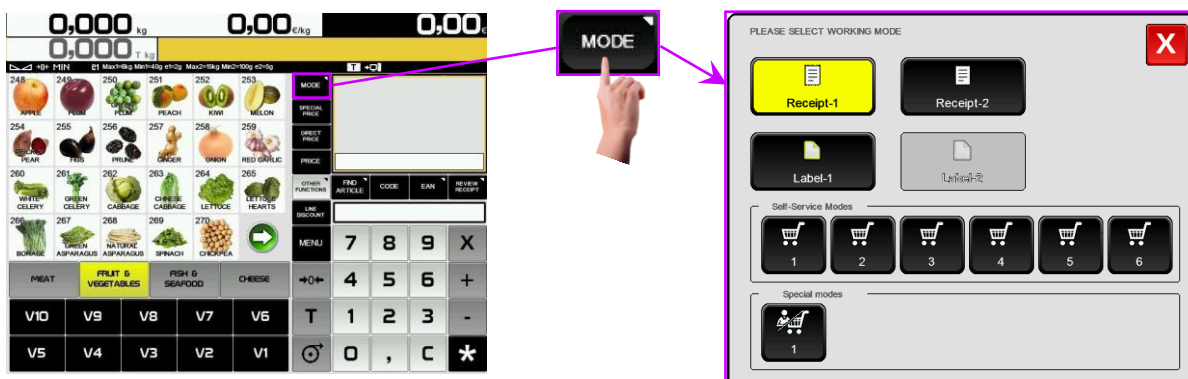 0,000 kg 0,00 €/kg 0,00 €
0,000 T kg
→0← MIN Max1=6kg Min1=40g e1=2g Max2=15kg Min2=100g e2=5g T
248 249 250 251 252 253
APPLE PLUM PLUM PEACH KIWI MELON
MODE
SPECIAL
PRICE
254 255 256 257 258 259
PEAR FIGS PRUNE GINGER ONION RED GARLIC
DIRECT
PRICE
PRICE
260 261 262 263 264 265
WHITE
CELERY
GREEN
CELERY
CABBAGE
CHINESE
CABBAGE
LETTUCE
LETTUCE
HEARTS
OTHER
FUNCTIONS
FIND
ARTICLE
CODE EAN
REVIEW
RECEIPT
LINE
DISCOUNT
266 267 268 269 270
BORAGE
GREEN
ASPARAGUS
NATURAL
ASPARAGUS
SPINACH CHICKPEA
MENU 7 8 9 X
MEAT
FRUIT &
VEGETABLES
FISH &
SEAFOOD
CHEESE
→0← 4 5 6 +
V10 V9 V8 V7 V6 T 1 2 3 -
V5 V4 V3 V2 V1 0 , C *
MODE
PLEASE SELECT WORKING MODE
X
Receipt-1 Receipt-2
Label-1 Label-2
Self-Service Modes
1 2 3 4 5 6
Special modes
1